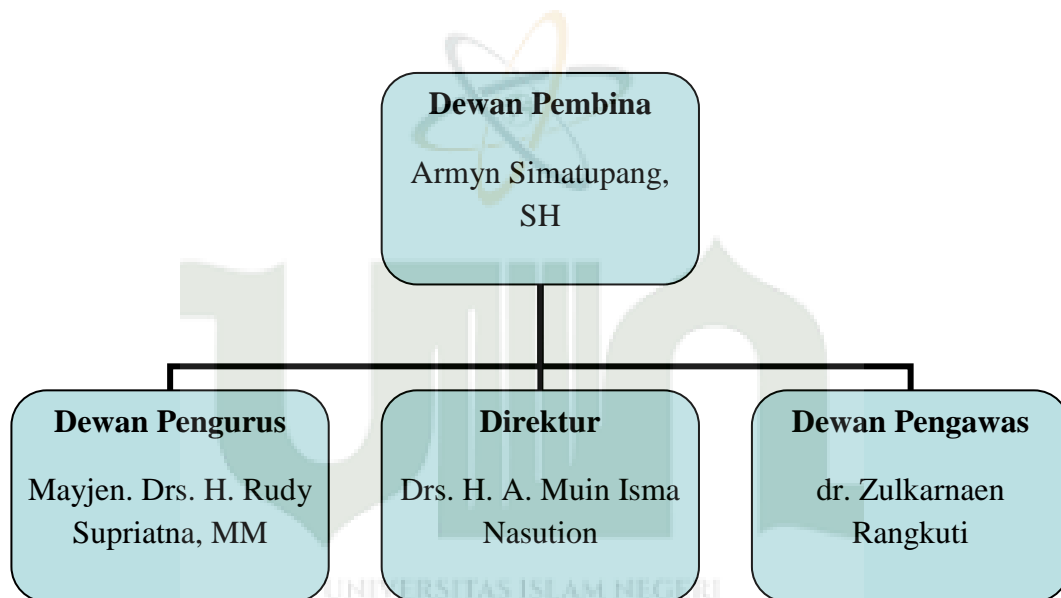 Dewan Pembina
Armyn Simatupang,
SH
Dewan Pengurus
Mayjen. Drs. H. Rudy
Supriatna, MM
Direktur
Drs. H. A. Muin Isma
Nasution
Dewan Pengawas
dr. Zulkarnaen
Rangkuti
UNIVERSITAS ISLAM NEGERI